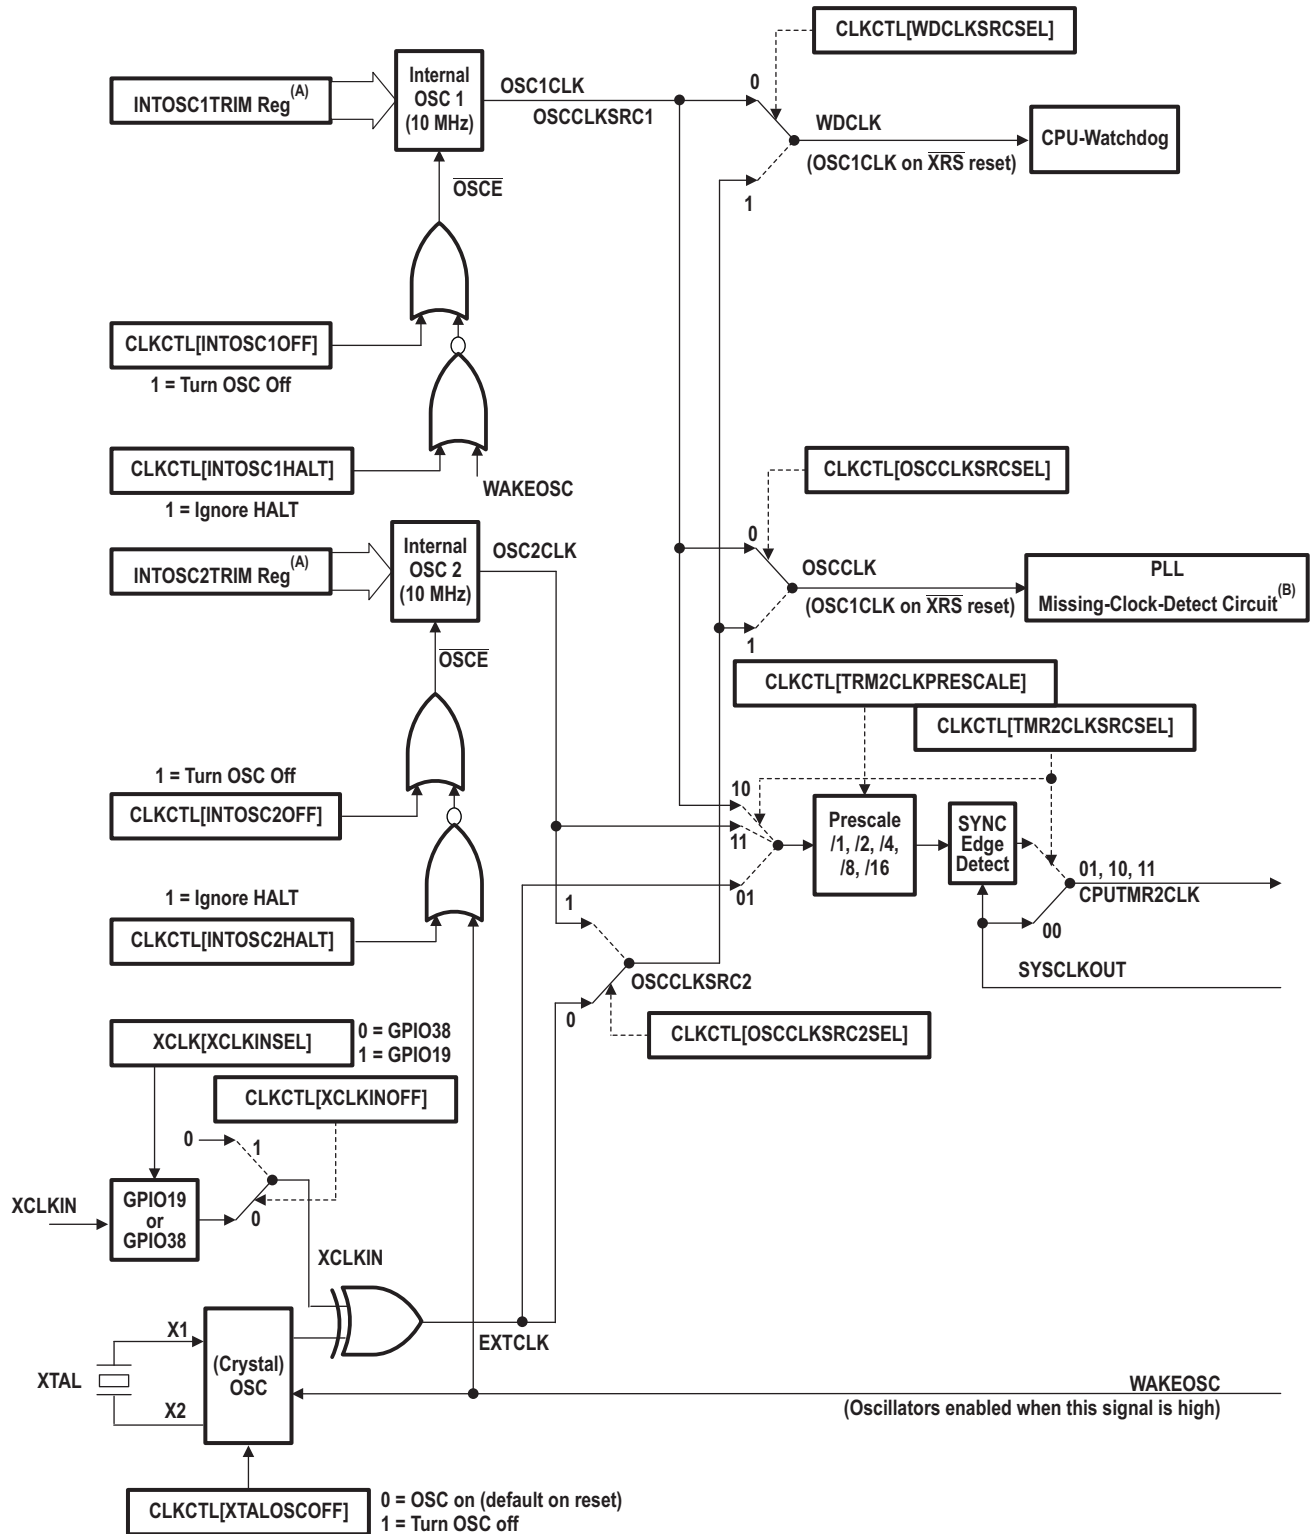 CLKCTL[WDCLKSRCSEL]
Internal
OSC 1
(10 MHz)
INTOSC1TRIM Reg(A)
OSC1CLK
OSCCLKSRC1
0
WDCLK
(OSC1CLK on XRS reset)
CPU-Watchdog
1
OSCE
CLKCTL[INTOSC1OFF]
1 = Turn OSC Off
CLKCTL[INTOSC1HALT]
1 = Ignore HALT
WAKEOSC
CLKCTL[OSCCLKSRCSEL]
Internal
OSC 2
(10 MHz)
INTOSC2TRIM Reg(A)
OSC2CLK
0
OSCCLK
(OSC1CLK on XRS reset)
PLL
Missing-Clock-Detect Circuit(B)
1
OSCE
CLKCTL[TRM2CLKPRESCALE]
CLKCTL[TMR2CLKSRCSEL]
1 = Turn OSC Off
CLKCTL[INTOSC2OFF]
10
11
01
Prescale
/1, /2, /4,
/8, /16
SYNC
Edge
Detect
01, 10, 11
CPUTMR2CLK
00
SYSCLKOUT
1 = Ignore HALT
CLKCTL[INTOSC2HALT]
1
OSCCLKSRC2
0
CLKCTL[OSCCLKSRC2SEL]
XCLK[XCLKINSEL]
0 = GPIO38
1 = GPIO19
CLKCTL[XCLKINOFF]
0
1
0
XCLKIN
GPIO19
or
GPIO38
XCLKIN
EXTCLK
XTAL
X1
X2
(Crystal)
OSC
WAKEOSC
(Oscillators enabled when this signal is high)
CLKCTL[XTALOSCOFF]
0 = OSC on (default on reset)
1 = Turn OSC off